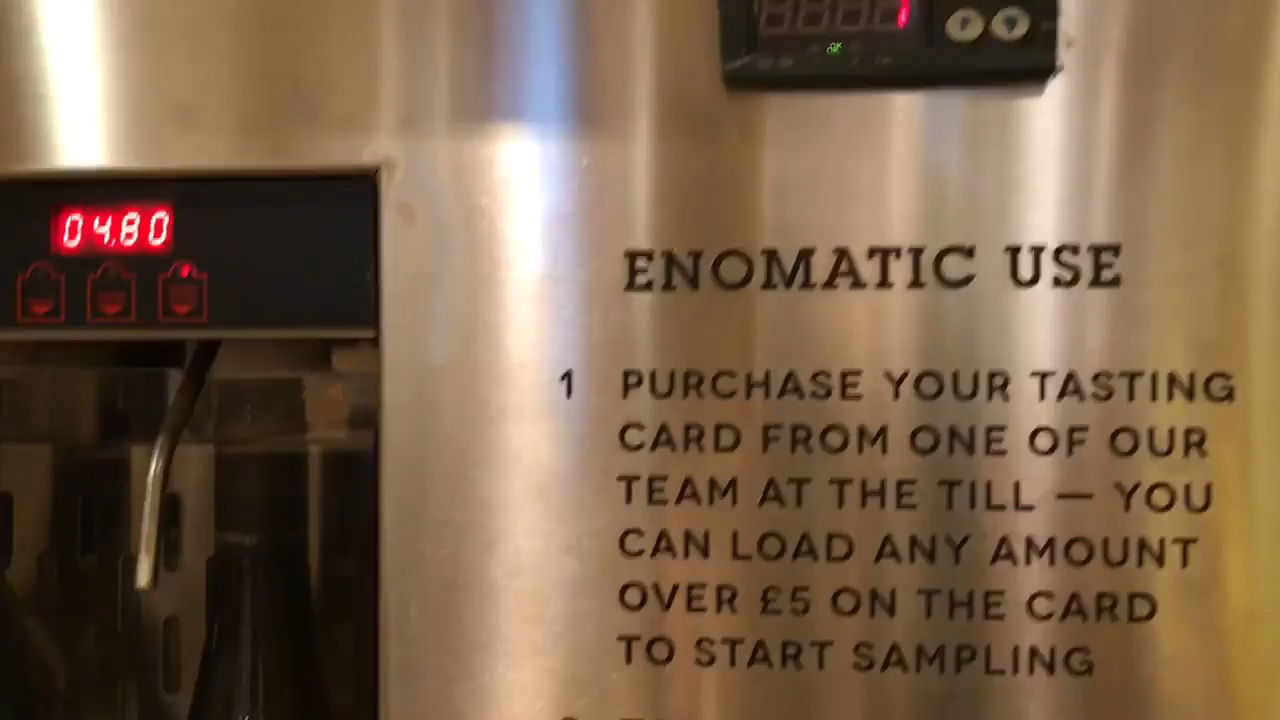 04.80
ENOMATIC USE
1 PURCHASE YOUR TASTING
CARD FROM ONE OF OUR
TEAM AT THE TILL — YOU
CAN LOAD ANY AMOUNT
OVER £5 ON THE CARD
TO START SAMPLING